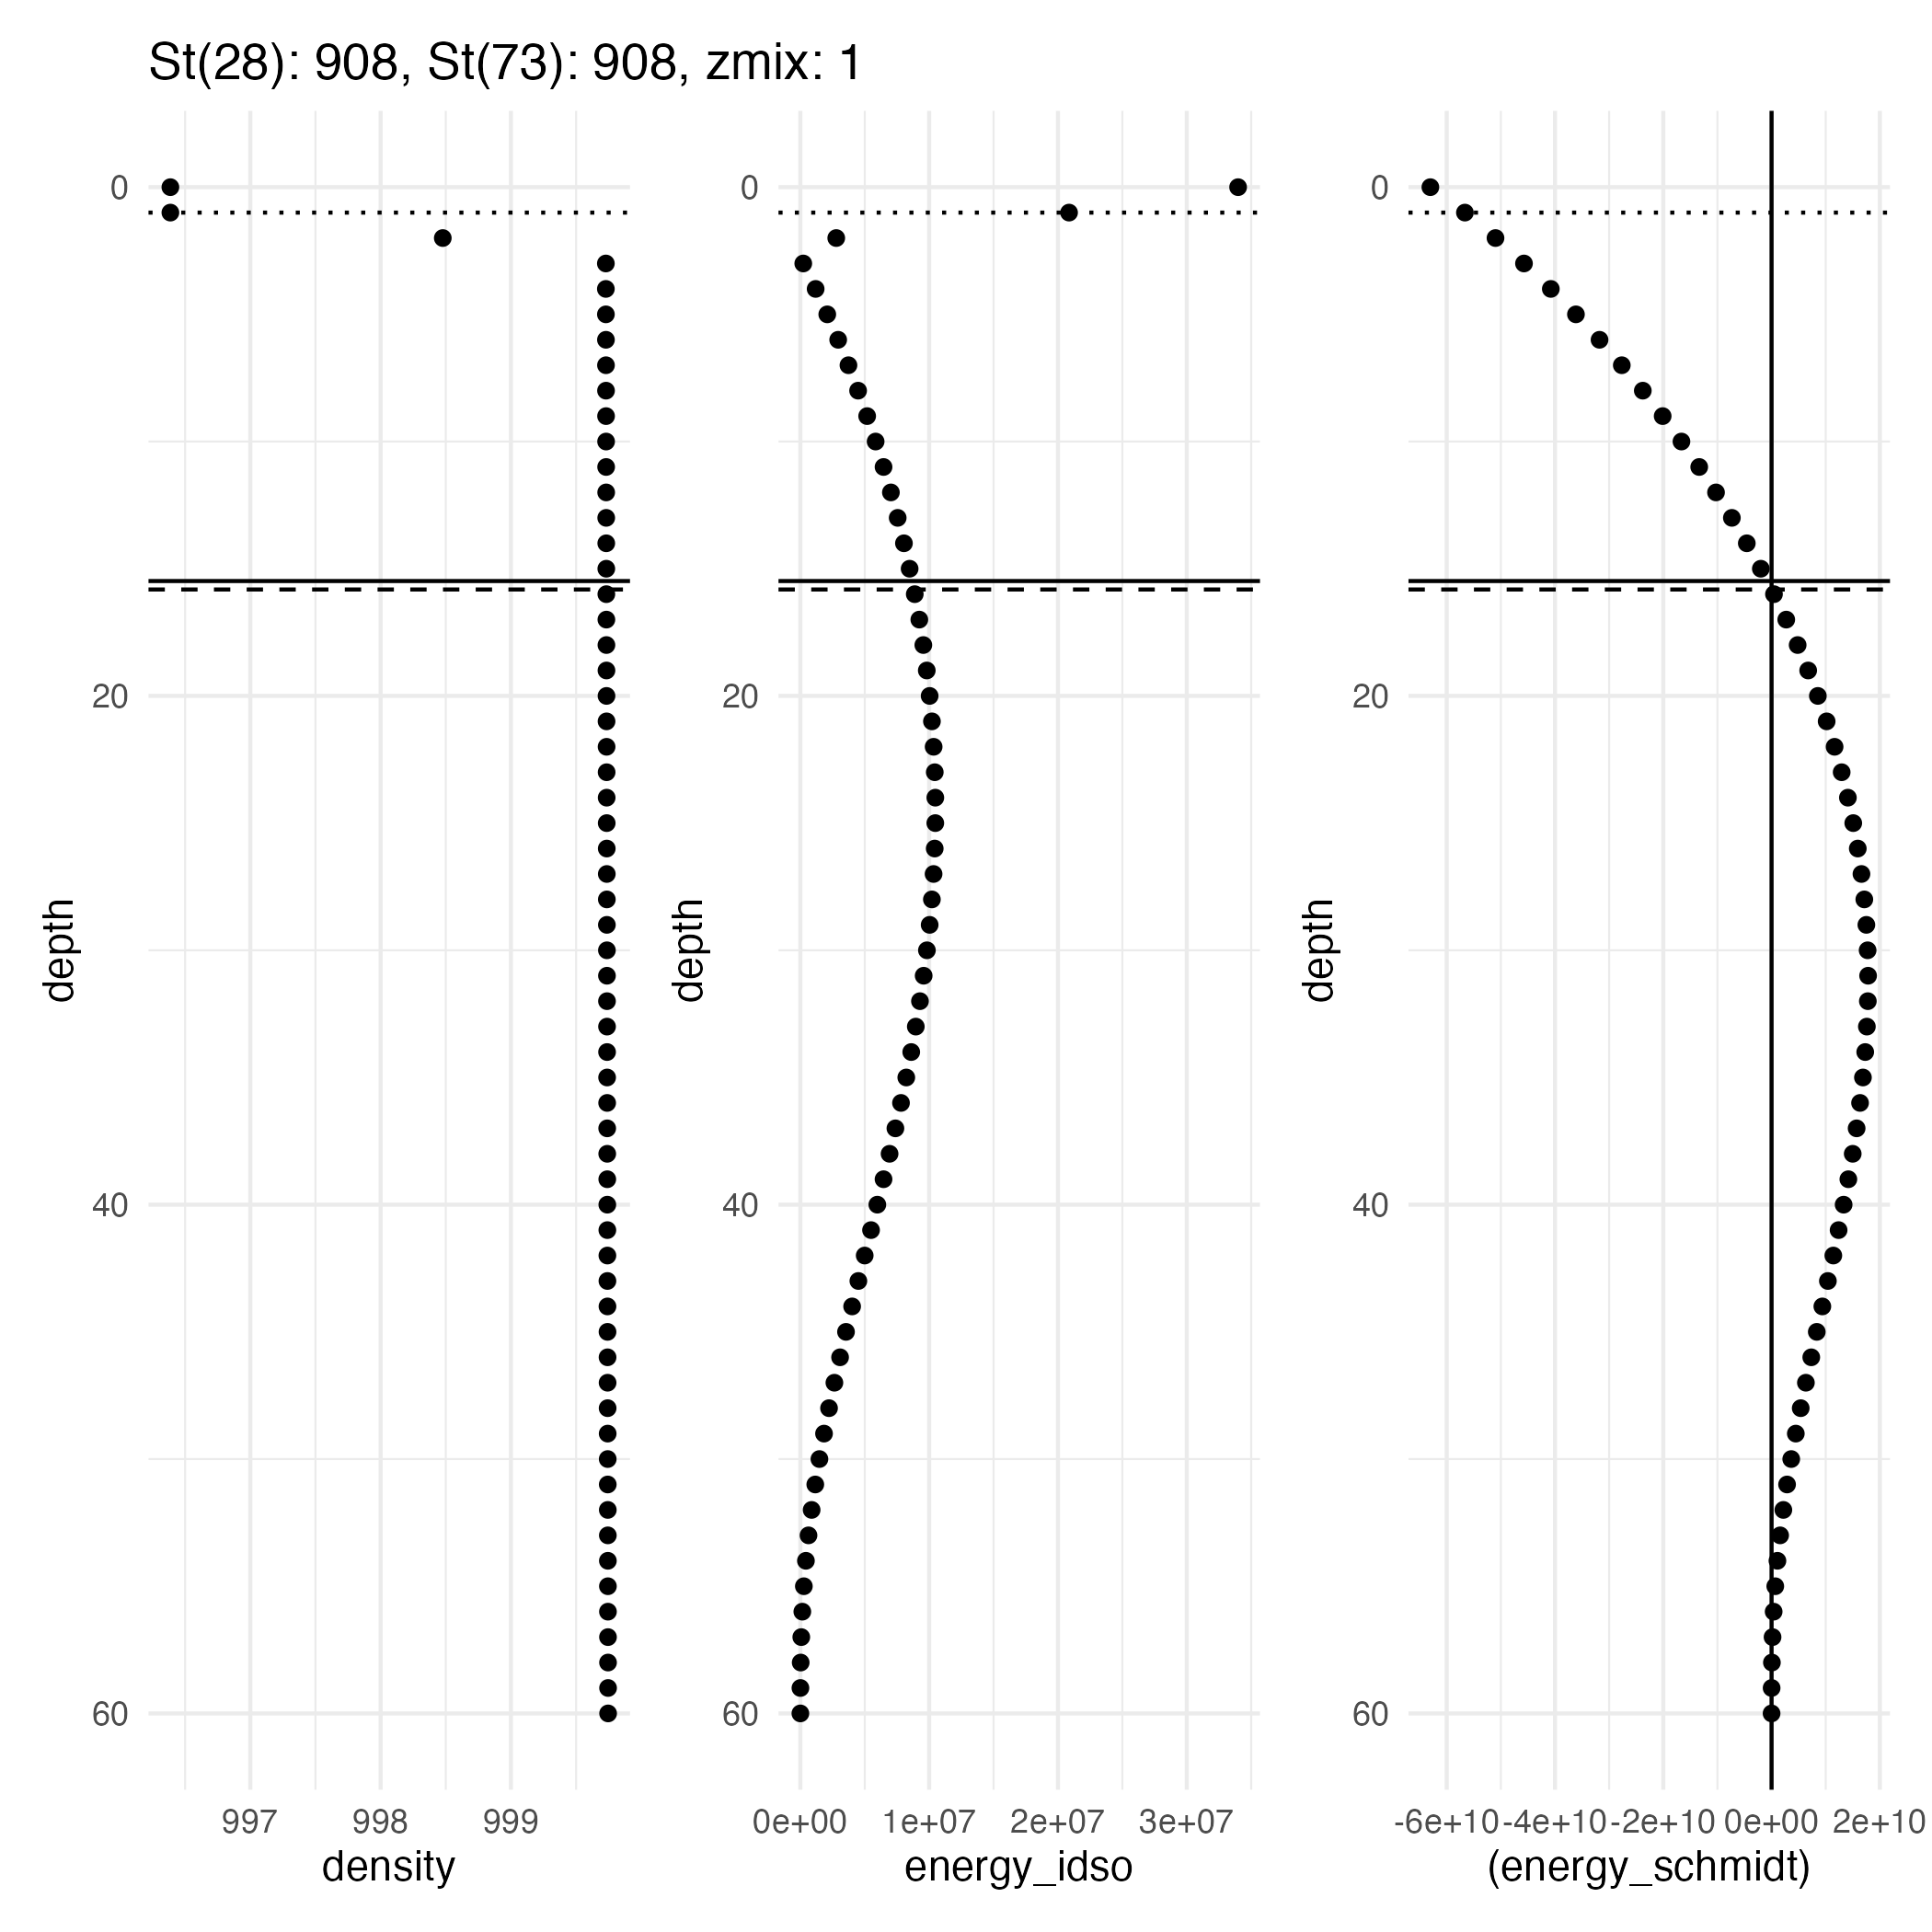 St(28): 908, St(73): 908, zmix: 1
0
20
40
60
depth
997 998 999
density
0
20
40
60
depth
0e+00 1e+07 2e+07 3e+07
energy_idso
0
20
40
60
depth
-6e+10 -4e+10 -2e+10 0e+00 2e+10
(energy_schmidt)